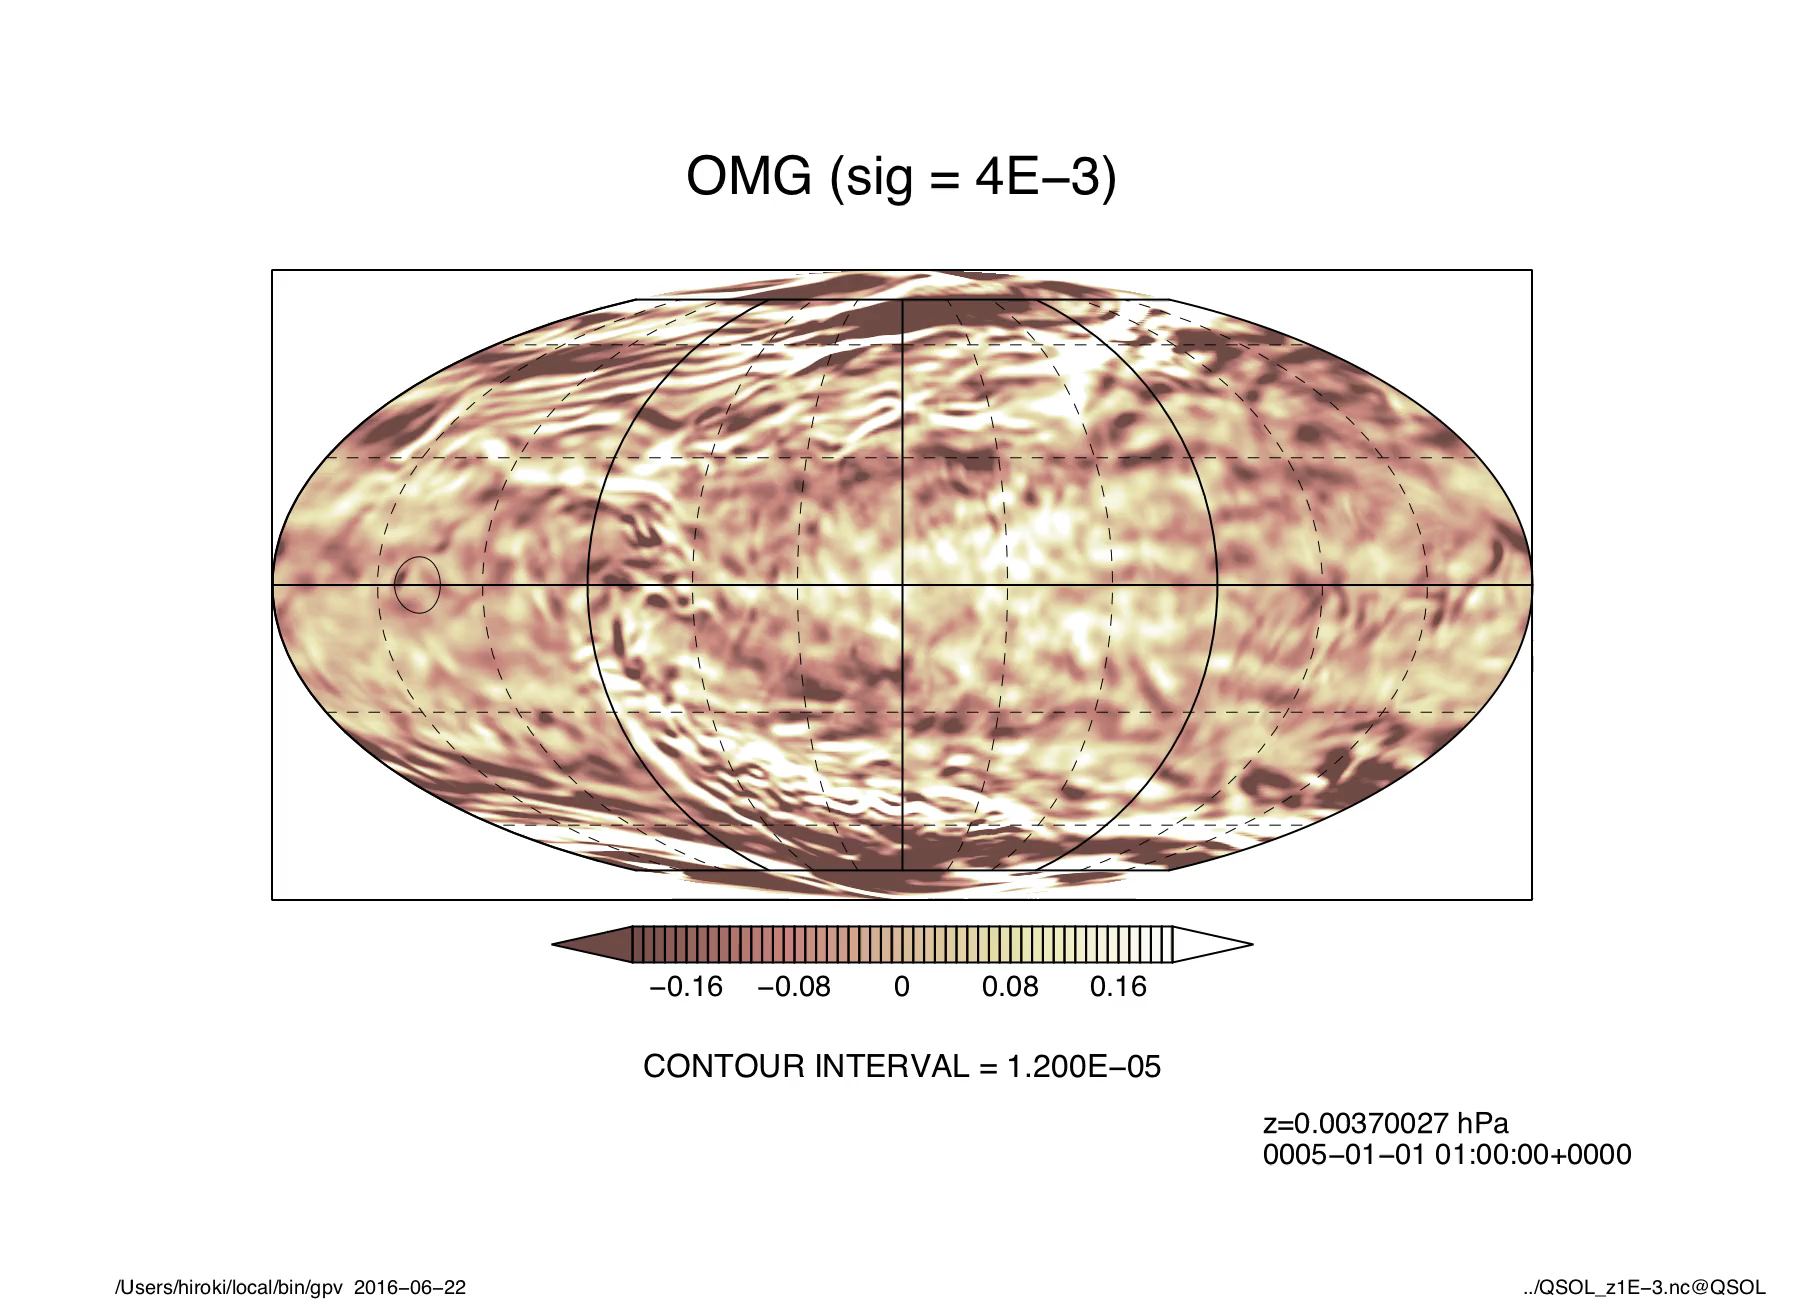 OMG (sig = 4E−3)
−0.16 −0.08 0 0.08 0.16
CONTOUR INTERVAL = 1.200E−05
z=0.00370027 hPa
0005−01−01 01:00:00+0000
/Users/hiroki/local/bin/gpv 2016−06−22
../QSOL_z1E−3.nc@QSOL